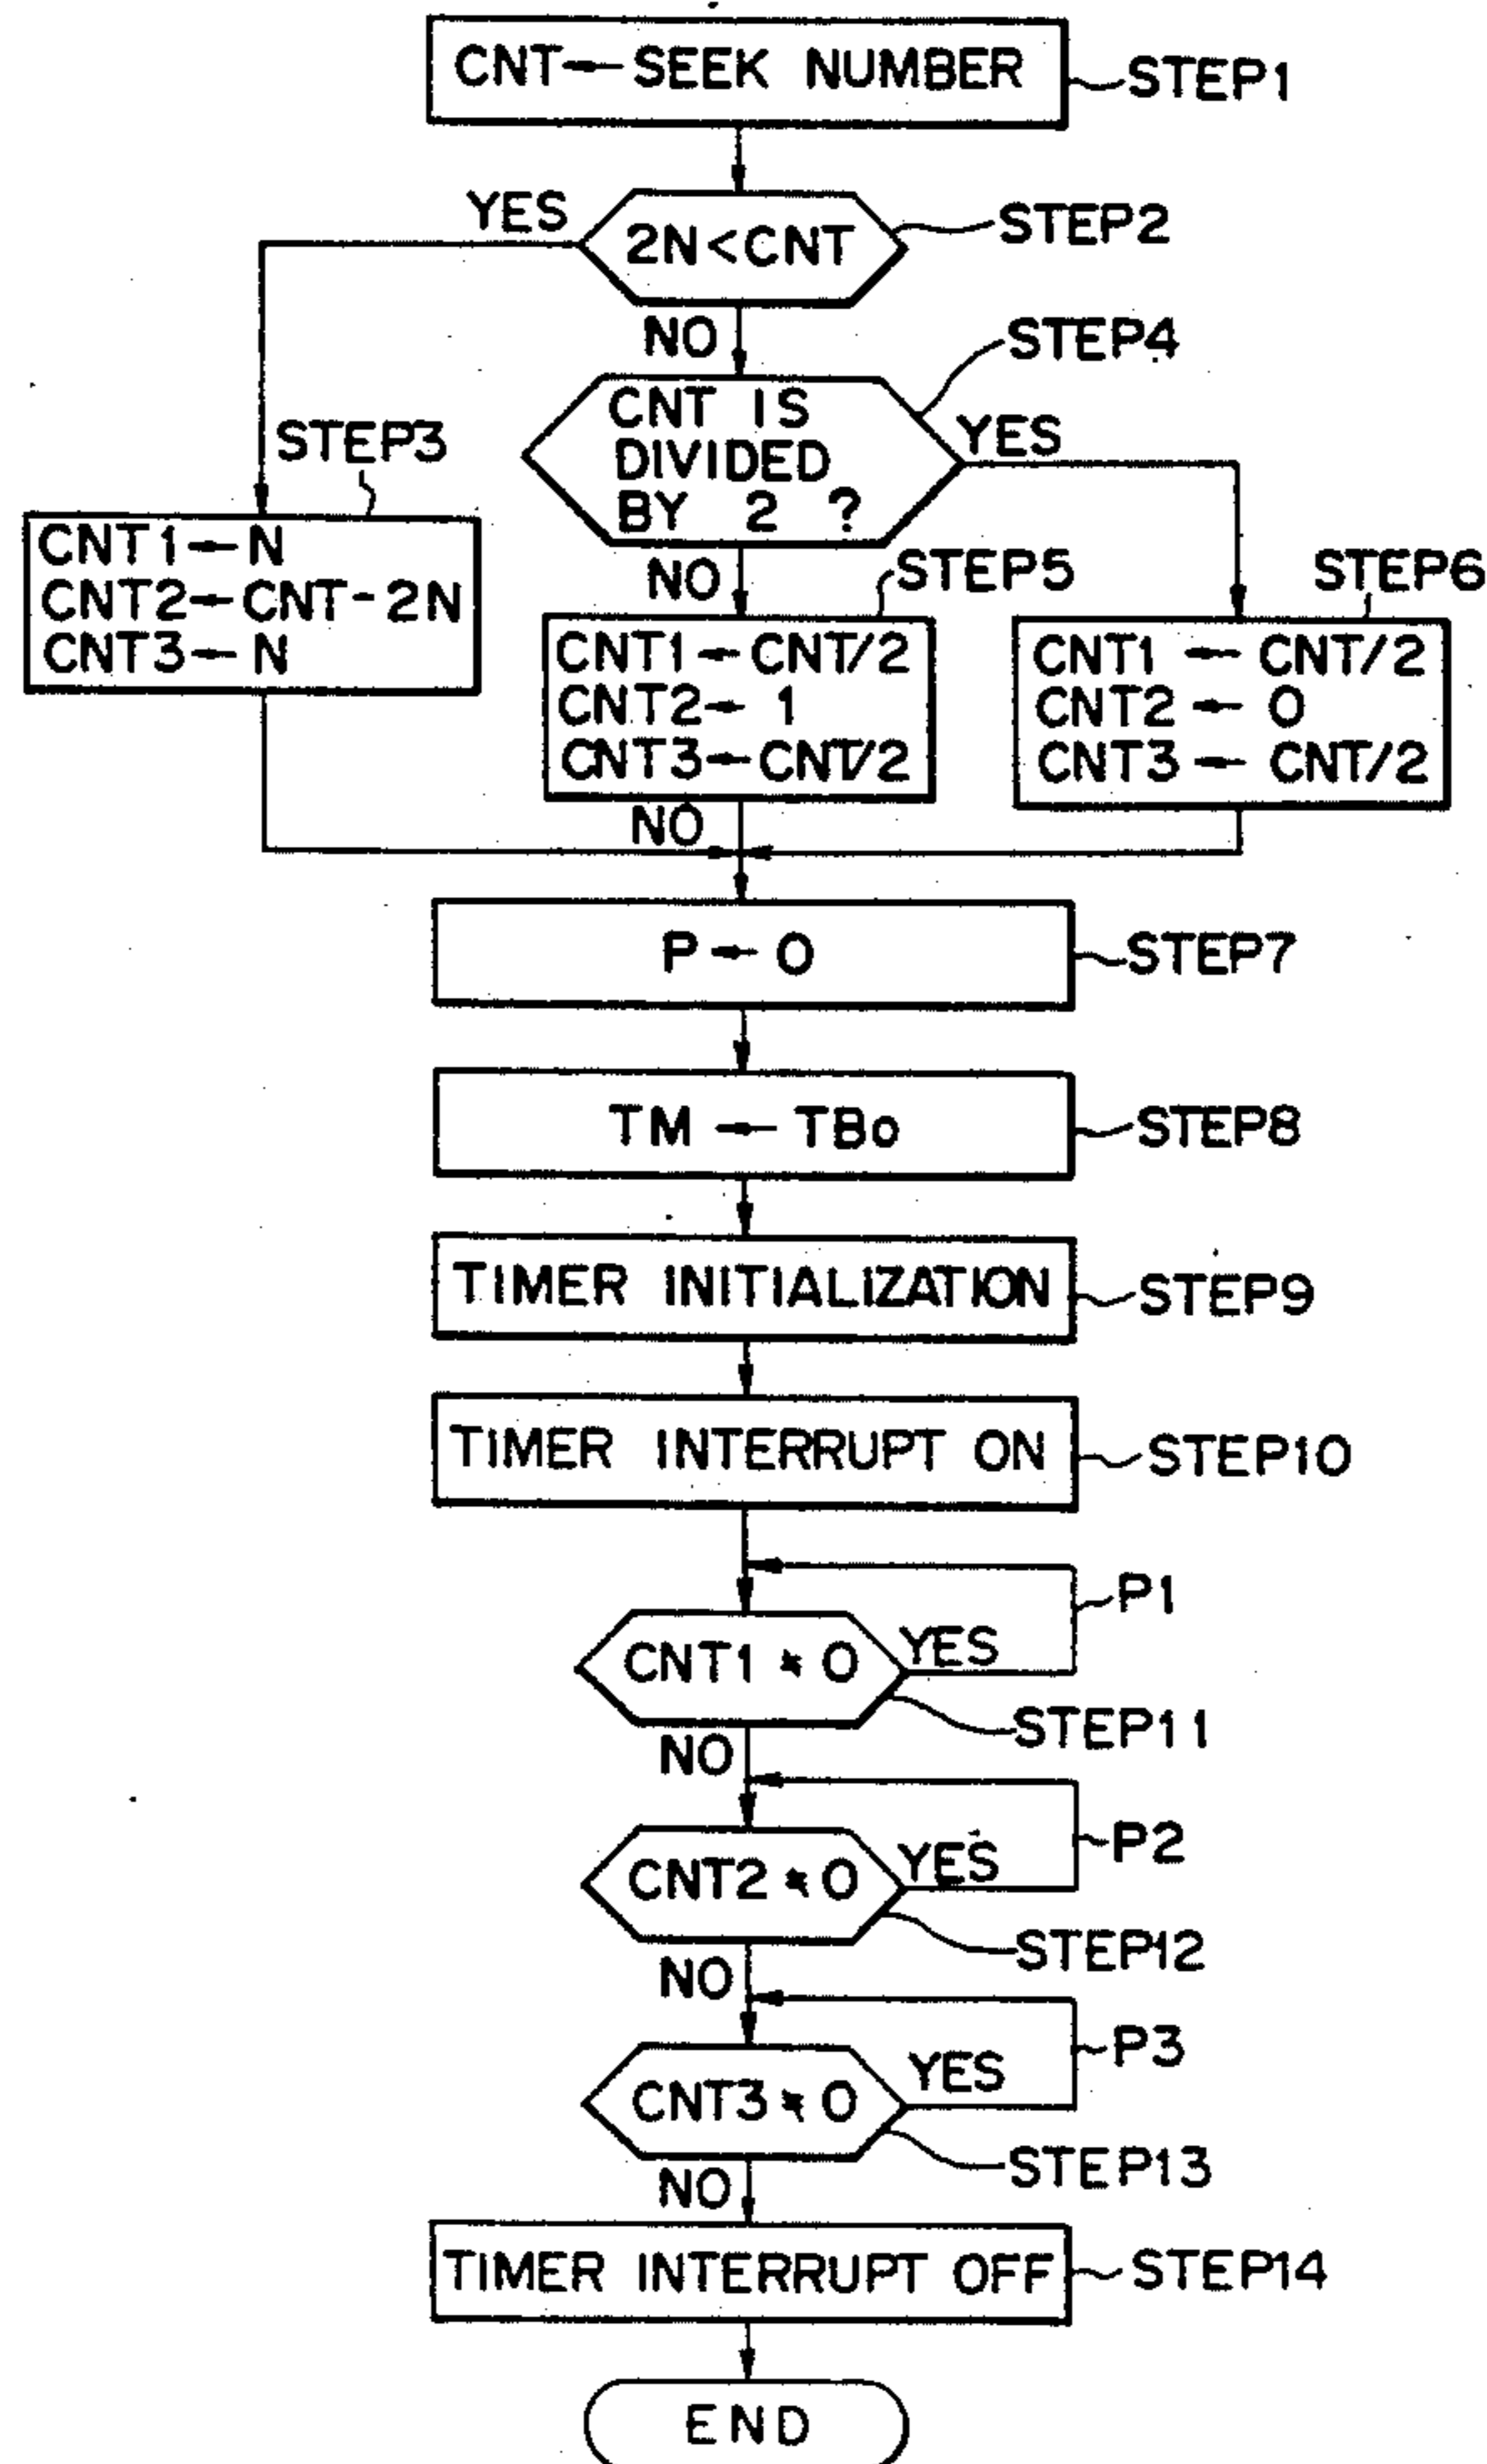 CNT←SEEK NUMBER
STEP1
YES
2N<CNT
STEP2
NO
STEP4
CNT IS
DIVIDED
BY 2 ?
YES
STEP3
CNT1←N
CNT2←CNT-2N
CNT3←N
NO
STEP5
CNT1←CNT/2
CNT2←1
CNT3←CNT/2
STEP6
CNT1←CNT/2
CNT2←0
CNT3←CNT/2
NO
P←0
STEP7
TM←TBo
STEP8
TIMER INITIALIZATION
STEP9
TIMER INTERRUPT ON
STEP10
P1
CNT1≠0
YES
STEP11
NO
P2
CNT2≠0
YES
STEP12
NO
P3
CNT3≠0
YES
STEP13
NO
TIMER INTERRUPT OFF
STEP14
END